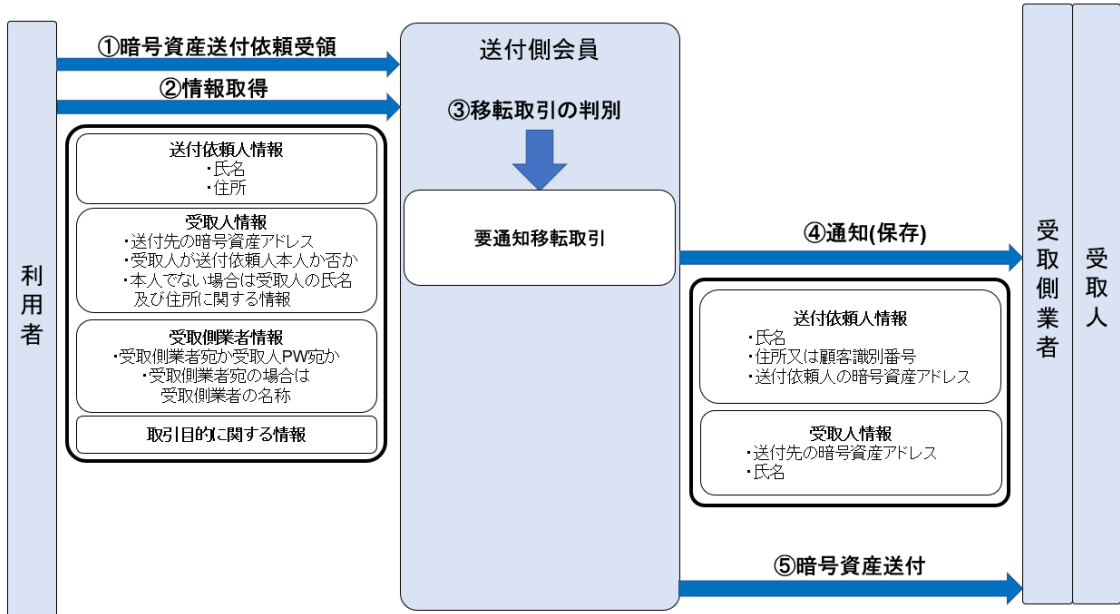 ①暗号資産送付依頼受領
②情報取得
送付依頼人情報
・氏名
・住所
受取人情報
・送付先の暗号資産アドレス
・受取人が送付依頼人本人か否か
・本人でない場合は受取人の氏名
及び住所に関する情報
受取側業者情報
・受取側業者宛か受取人PW宛か
・受取側業者宛の場合は
受取側業者の名称
取引目的に関する情報
利用者
送付側会員
③移転取引の判別
要通知移転取引
④通知(保存)
送付依頼人情報
・氏名
・住所又は顧客識別番号
・送付依頼人の暗号資産アドレス
受取人情報
・送付先の暗号資産アドレス
・氏名
⑤暗号資産送付
受取側業者
受取人